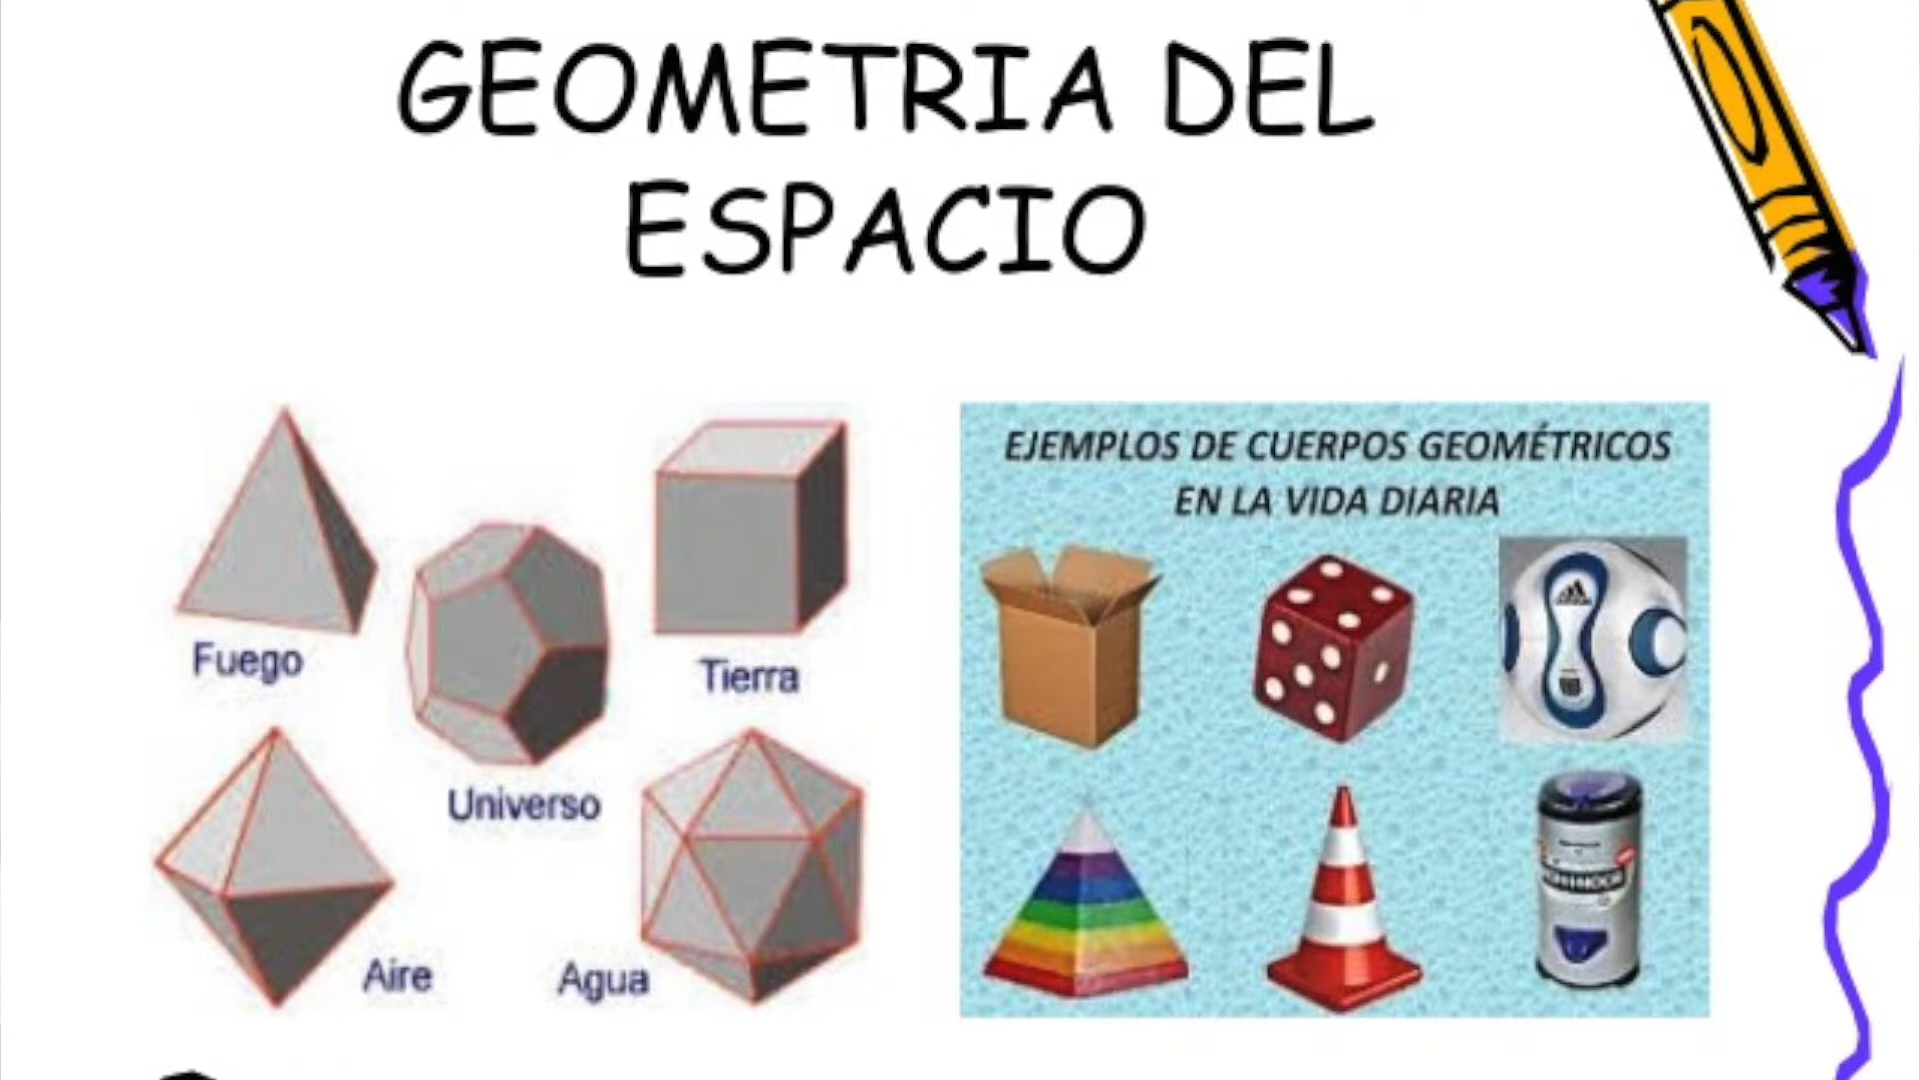 GEOMETRIA DEL
ESPACIO
EJEMPLOS DE CUERPOS GEOMÉTRICOS
EN LA VIDA DIARIA
Fuego
Tierra
Universo
Aire
Agua